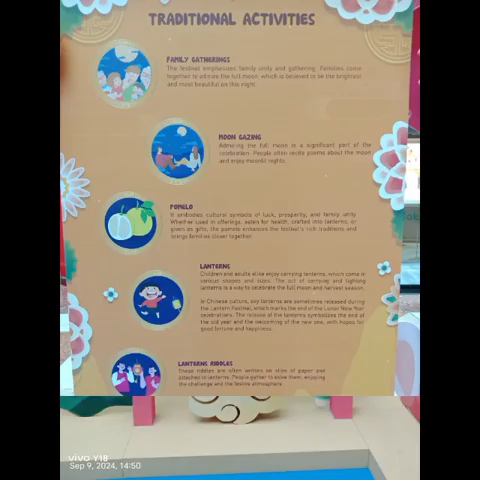 TRADITIONAL ACTIVITIES
FAMILY GATHERINGS
The festival emphasizes family unity and gathering. Families come
together to admire the full moon, which is believed to be the brightest
and most beautiful on this night.
MOON GAZING
Admiring the full moon is a significant part of the
celebration. People often recite poems about the moon
and enjoy moonlit nights.
POMELO
It embodies cultural symbols of luck, prosperity, and family unity.
Whether used in offerings, eaten for health, crafted into lanterns, or
given as gifts, the pomelo enhances the festival's rich traditions and
brings families closer together.
LANTERNS
Children and adults alike enjoy carrying lanterns, which come in
various shapes and sizes. The act of carrying and lighting
lanterns is a way to celebrate the full moon and harvest season.
In Chinese culture, sky lanterns are sometimes released during
the Lantern Festival, which marks the end of the Lunar New Year
celebrations. The release of the lanterns symbolizes the end of
the old year and the welcoming of the new one, with hopes for
good fortune and happiness.
LANTERNS RIDDLES
These riddles are often written on slips of paper and
attached to lanterns. People gather to solve them, enjoying
the challenge and the festive atmosphere.
vivo Y18
Sep 9, 2024, 14:50